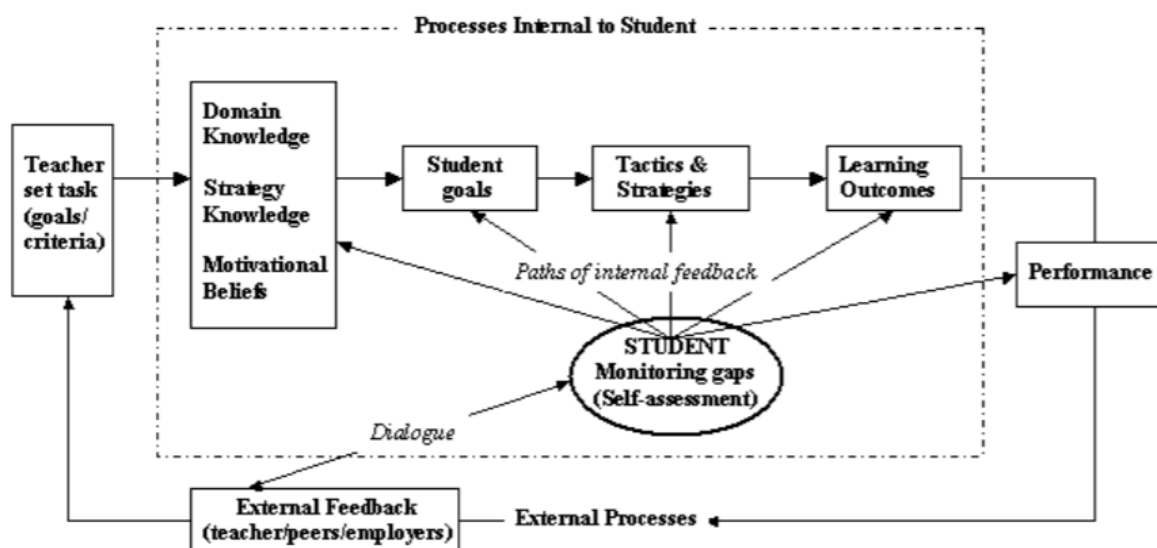 Processes Internal to Student
Teacher
set task
(goals/
criteria)
Domain
Knowledge
Strategy
Knowledge
Motivational
Beliefs
Student
goals
Tactics &
Strategies
Learning
Outcomes
Paths of internal feedback
Performance
STUDENT
Monitoring gaps
(Self-assessment)
Dialogue
External Feedback
(teacher/peers/employers)
External Processes